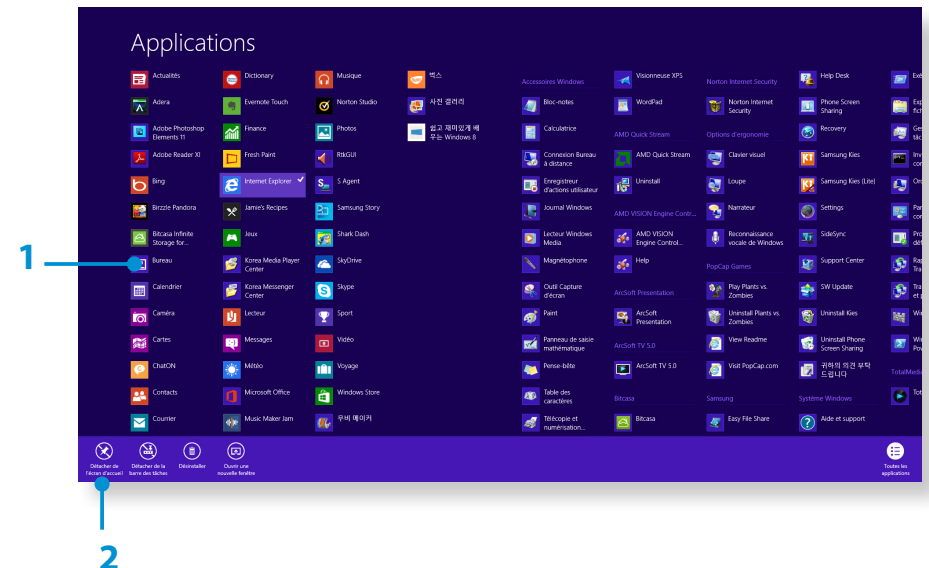 Applications
Actualités
Adera
Adobe Photoshop
Elements 11
Adobe Reader XI
Bing
Birzzle Pandora
Bitcasa Infinite
Storage for...
Bureau
Calendrier
Caméra
Cartes
ChatON
Contacts
Courrier
Dictionary
Evernote Touch
Finance
Fresh Paint
Internet Explorer
Jamie's Recipes
Jeux
Korea Media Player
Center
Korea Messenger
Center
Lecteur
Messages
Météo
Microsoft Office
Music Maker Jam
Musique
Norton Studio
Photos
RtkGUI
S Agent
Samsung Story
Shark Dash
SkyDrive
Skype
Sport
Vidéo
Voyage
Windows Store
무비 메이커
벅스
사진 갤러리
쉽고 재미있게 배
우는 Windows 8
Accessoires Windows
Bloc-notes
Calculatrice
Connexion Bureau
à distance
Enregistreur
d'actions utilisateur
Journal Windows
Lecteur Windows
Media
Magnétophone
Outil Capture
d'écran
Paint
Panneau de saisie
mathématique
Pense-bête
Table des
caractères
Télécopie et
numérisation...
Visionneuse XPS
WordPad
AMD Quick Stream
AMD Quick Stream
Uninstall
AMD VISION Engine Contr...
AMD VISION
Engine Control...
Help
ArcSoft Presentation
ArcSoft
Presentation
ArcSoft TV 5.0
ArcSoft TV 5.0
Bitcasa
Bitcasa
Norton Internet Security
Norton Internet
Security
Options d'ergonomie
Clavier visuel
Loupe
Narrateur
Reconnaissance
vocale de Windows
PopCap Games
Play Plants vs.
Zombies
Uninstall Plants vs.
Zombies
View Readme
Visit PopCap.com
Samsung
Easy File Share
Help Desk
Phone Screen
Sharing
Recovery
Samsung Kies
Samsung Kies (Lite)
Settings
SideSync
Support Center
SW Update
Uninstall Kies
Uninstall Phone
Screen Sharing
귀하의 의견 부탁
드립니다
Système Windows
Aide et support
TotalMedia
1
Détacher de
l'écran d'accueil
Détacher de la
barre des tâches
Désinstaller
Ouvrir une
nouvelle fenêtre
Toutes les
applications
2